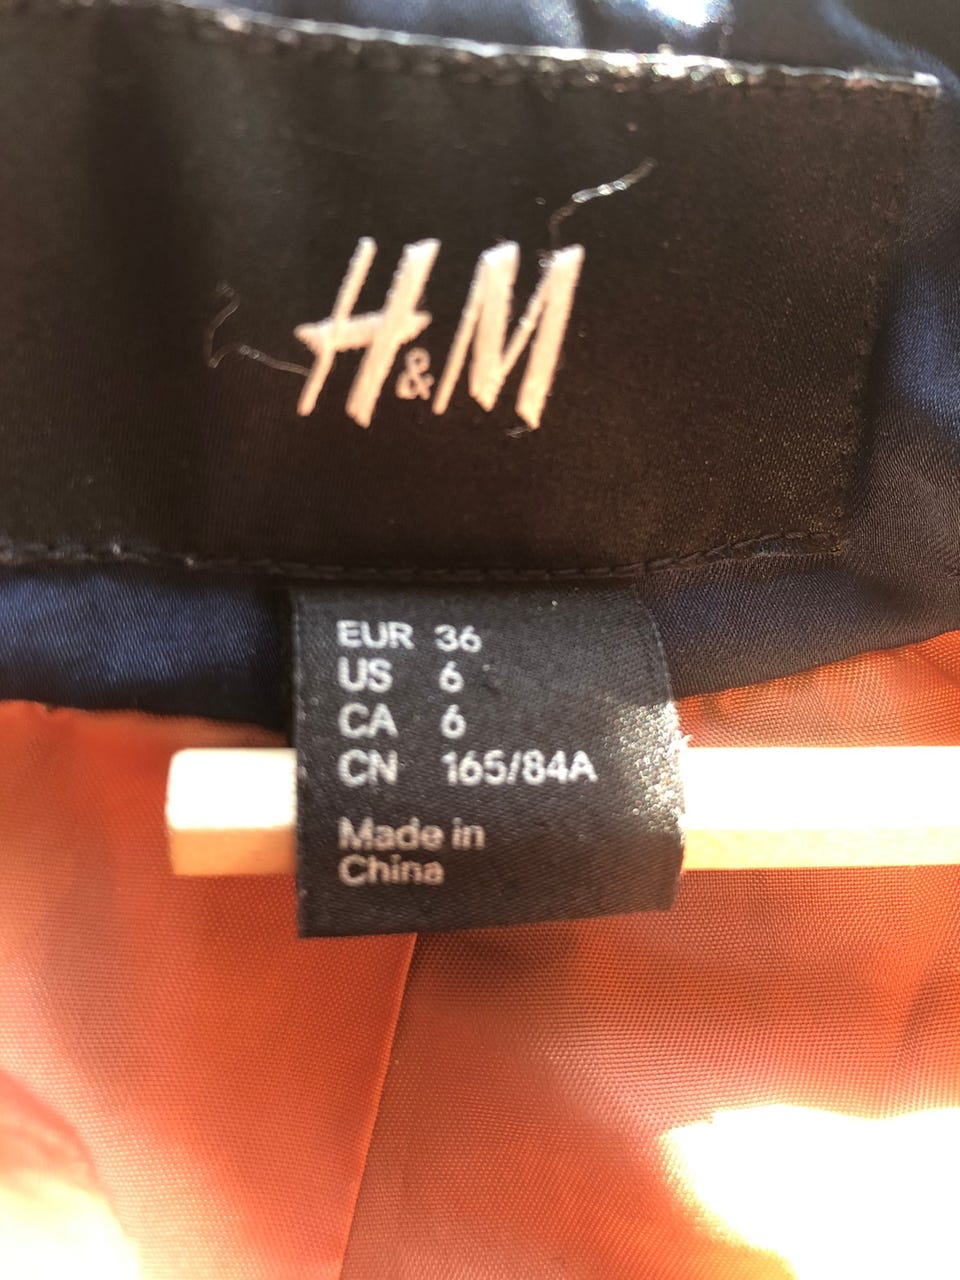 H&M
EUR 36
US 6
CA 6
CN 165/84A
Made in
China